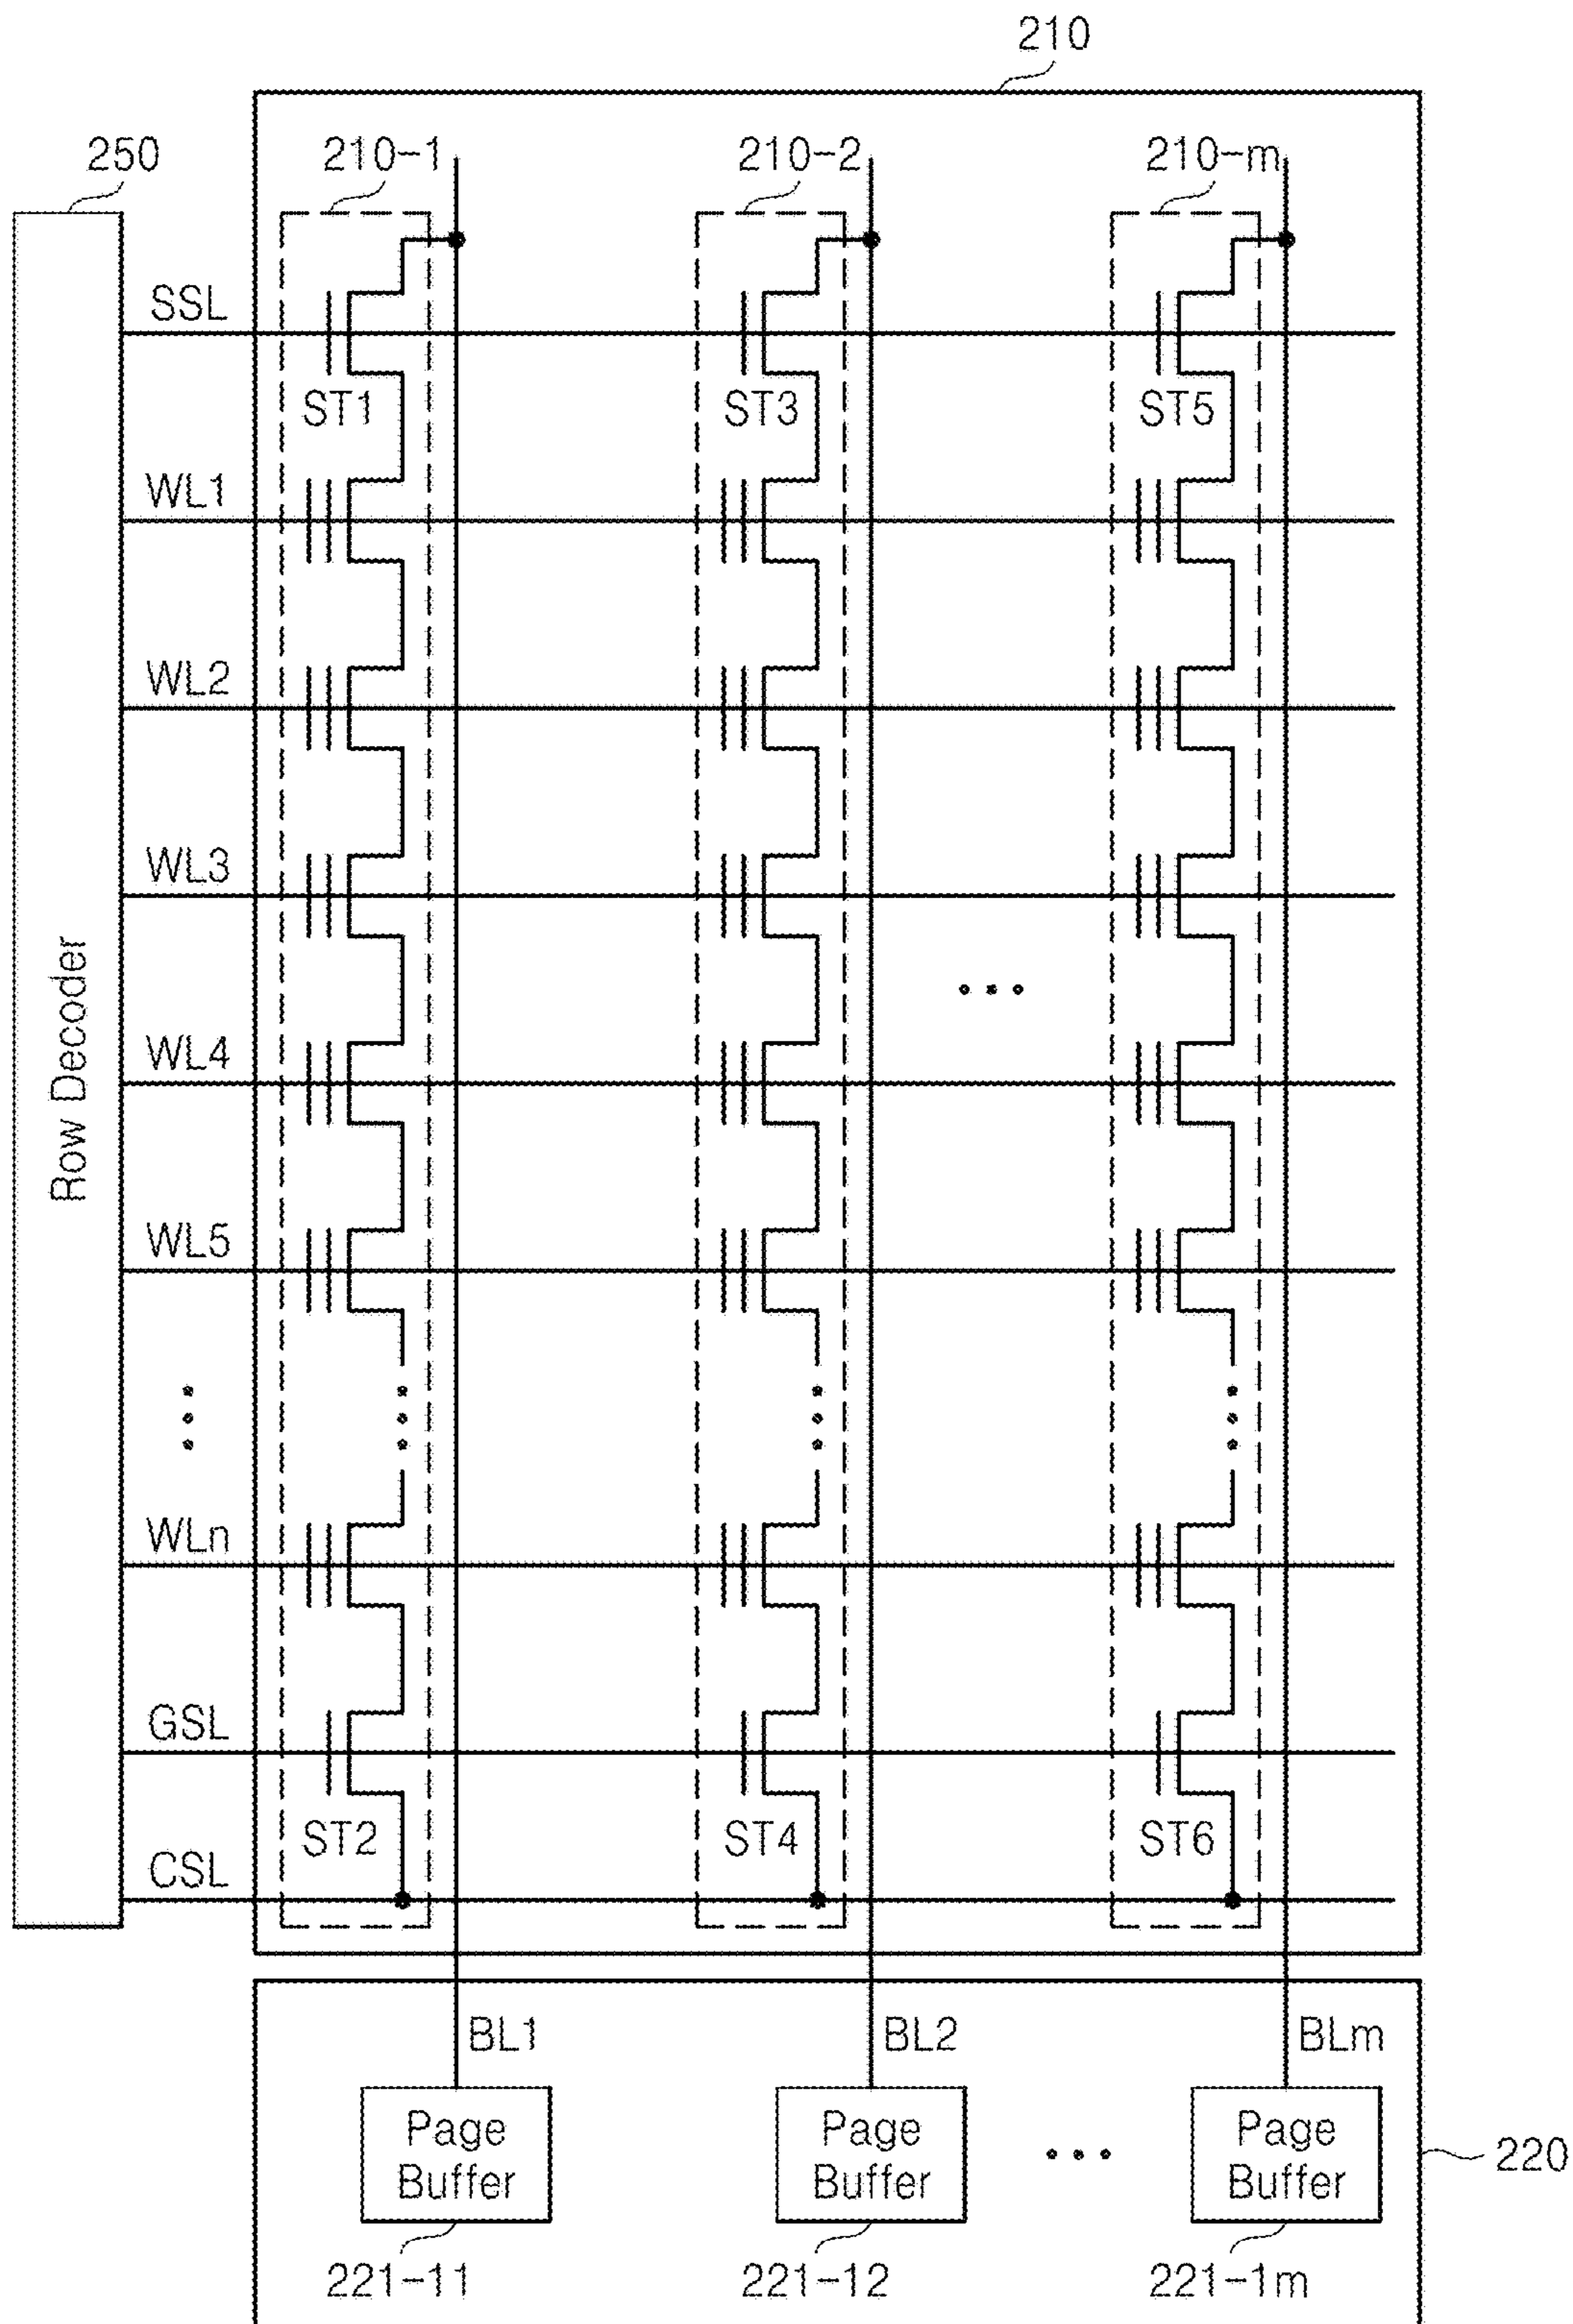 210
250
210-1
210-2
210-m
SSL
ST1
ST3
ST5
WL1
WL2
WL3
Row Decoder
WL4
WL5
WLn
GSL
ST2
ST4
ST6
CSL
BL1
BL2
BLm
Page
Buffer
Page
Buffer
Page
Buffer
220
221-11
221-12
221-1m